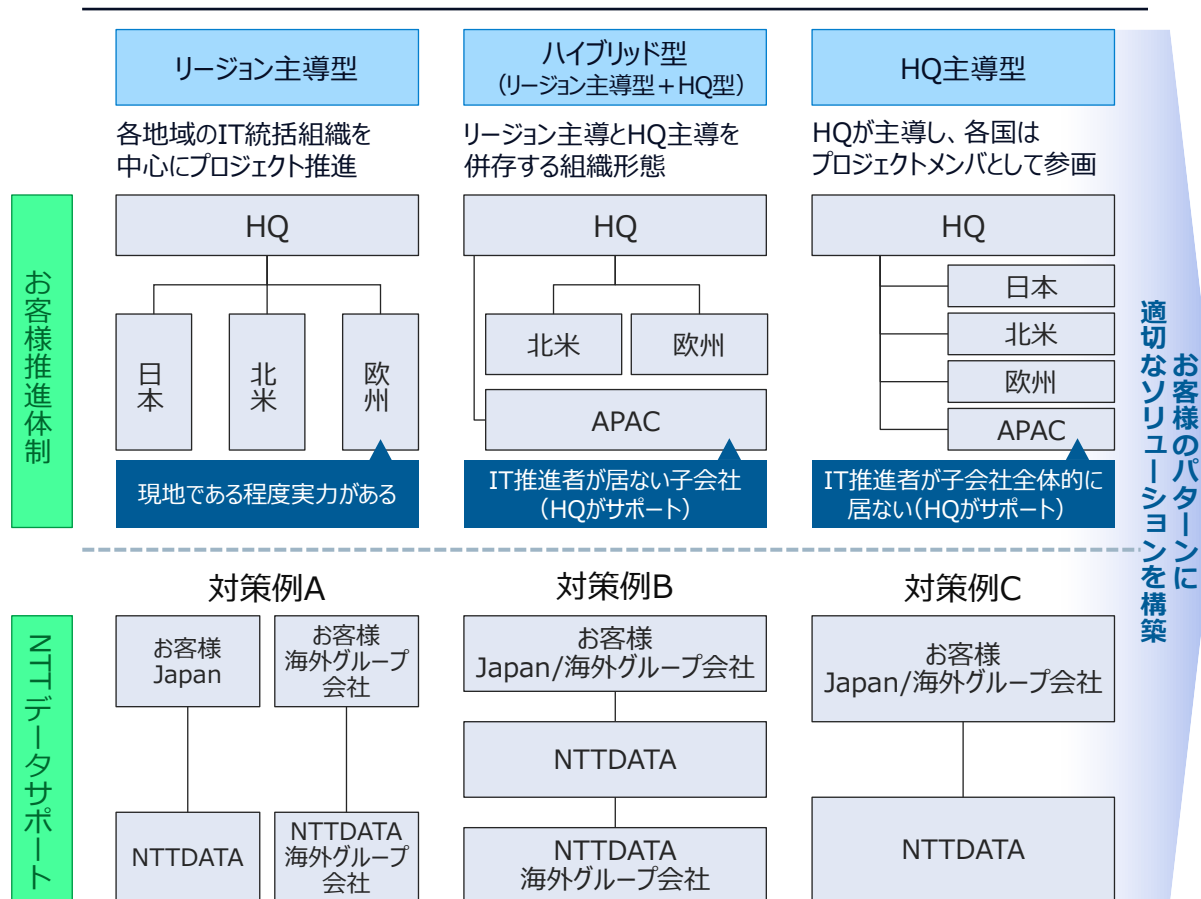 リージョン主導型
ハイブリッド型
（リージョン主導型＋HQ型）
HQ主導型
各地域のIT統括組織を
中心にプロジェクト推進
リージョン主導とHQ主導を
併存する組織形態
HQが主導し、各国は
プロジェクトメンバとして参画
お客様推進体制
HQ
日本
北米
欧州
現地である程度実力がある
HQ
北米
欧州
APAC
IT推進者が居ない子会社
（HQがサポート）
HQ
日本
北米
欧州
APAC
IT推進者が子会社全体的に
居ない（HQがサポート）
お客様のパターンに
適切なソリューションを構築
NTTデータサポート
対策例A
お客様
Japan
お客様
海外グループ
会社
NTTDATA
NTTDATA
海外グループ
会社
対策例B
お客様
Japan/海外グループ会社
NTTDATA
NTTDATA
海外グループ会社
対策例C
お客様
Japan/海外グループ会社
NTTDATA